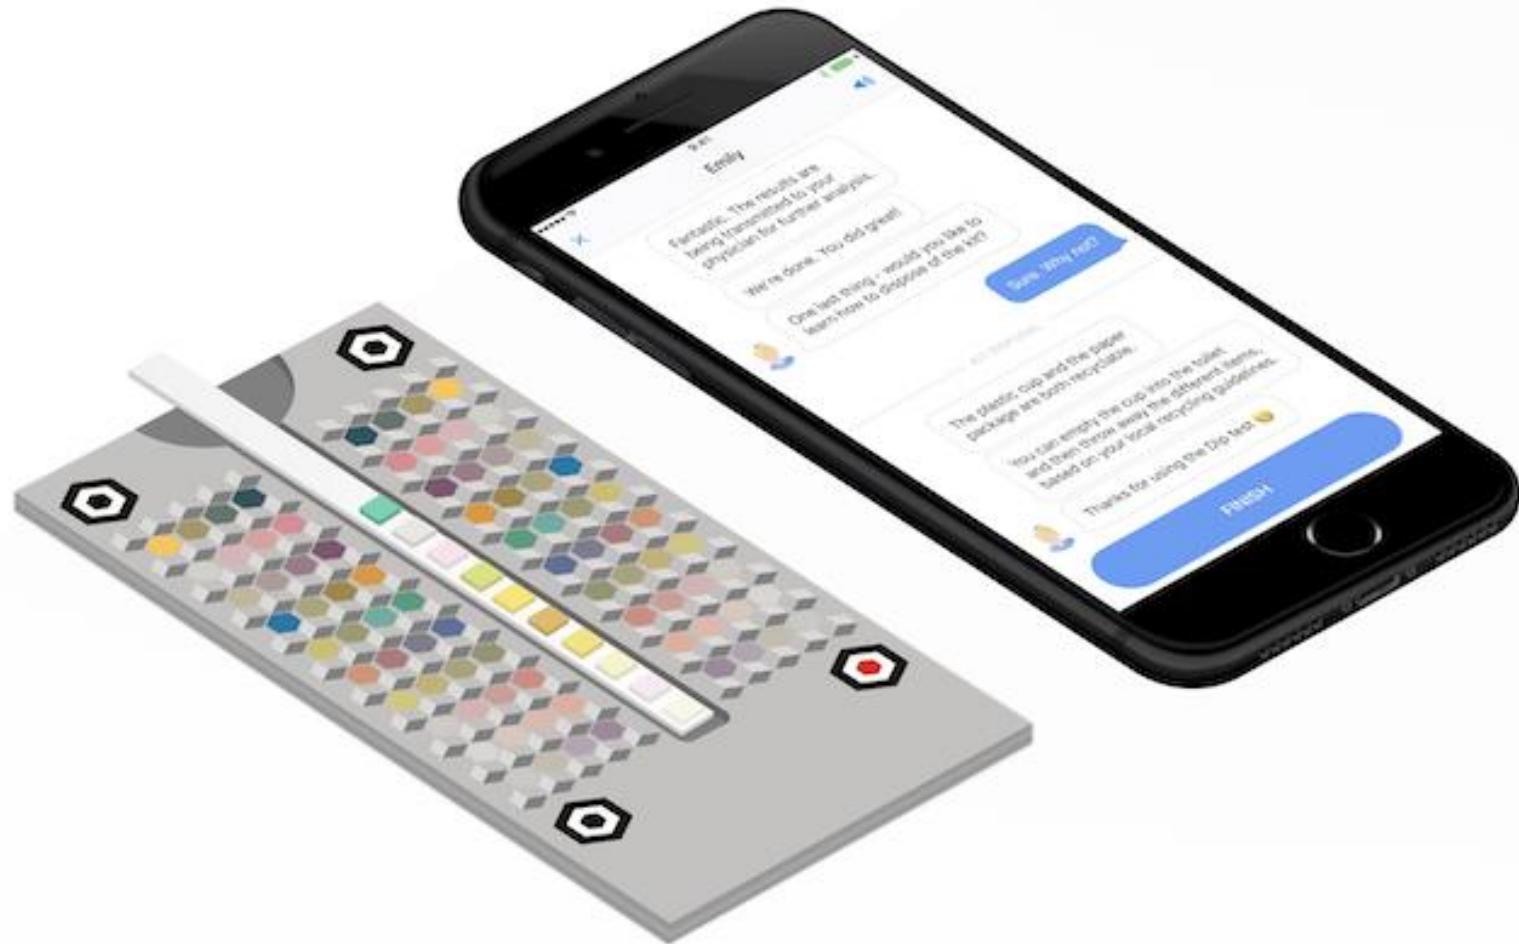 9:41
Emily
Fantastic. The results are
being transmitted to your
physician for further analysis.
We're done. You did great!
One last thing - would you like to
learn how to dispose of the kit?
Sure. Why not?
The plastic cup and the paper
package are both recyclable.
You can empty the cup into the toilet
and then throw away the different items,
based on your local recycling guidelines.
Thanks for using the Dip test
FINISH